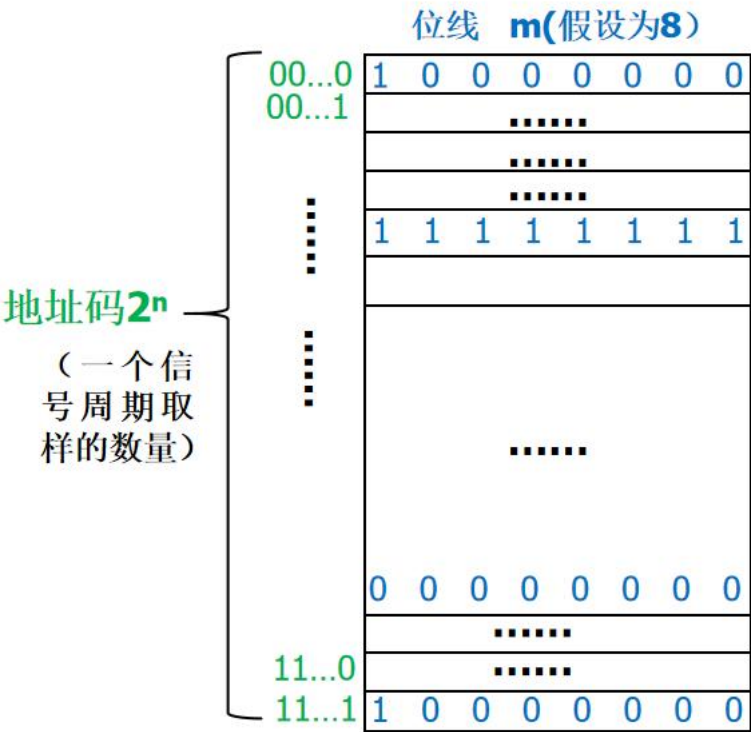 位线 m(假设为8）
00...0 1 0 0 0 0 0 0 0
00...1 ......
......
......
...... 1 1 1 1 1 1 1 1
地址码2ⁿ
（一个信
号周期取
样的数量）
......
......
0 0 0 0 0 0 0 0
......
11...0 ......
11...1 1 0 0 0 0 0 0 0